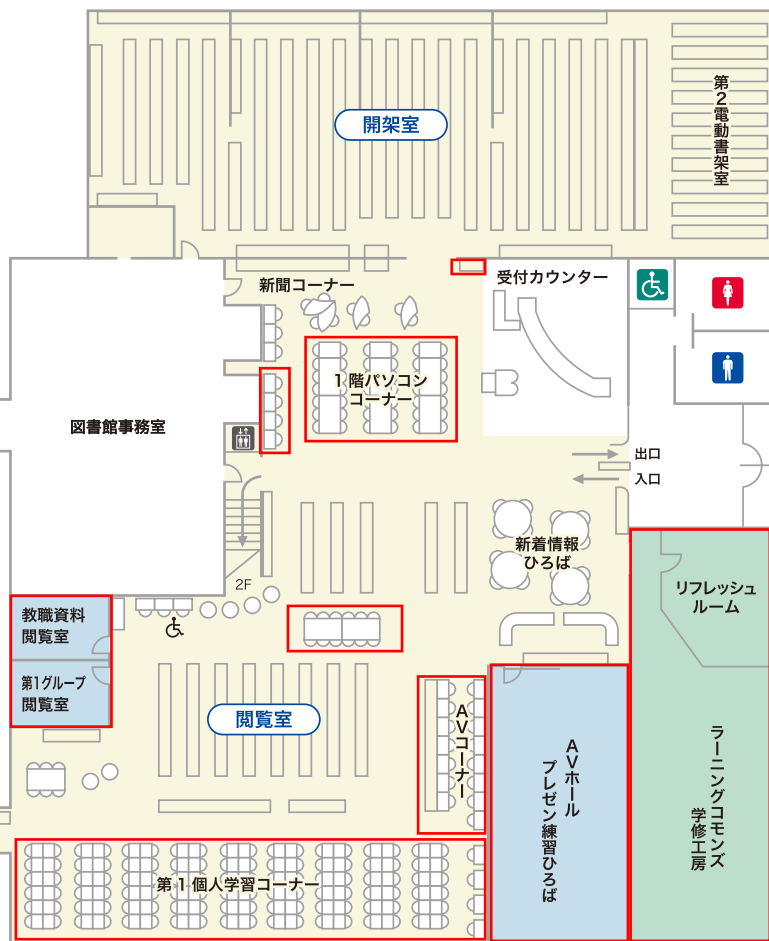 開架室
第2電動書架室
新聞コーナー
受付カウンター
1階パソコン
コーナー
図書館事務室
出口
入口
新着情報
ひろば
2F
教職資料
閲覧室
リフレッシュ
ルーム
第1グループ
閲覧室
閲覧室
AVコーナー
AVホール
プレゼン練習ひろば
ラーニングコモンズ
学修工房
第1個人学習コーナー